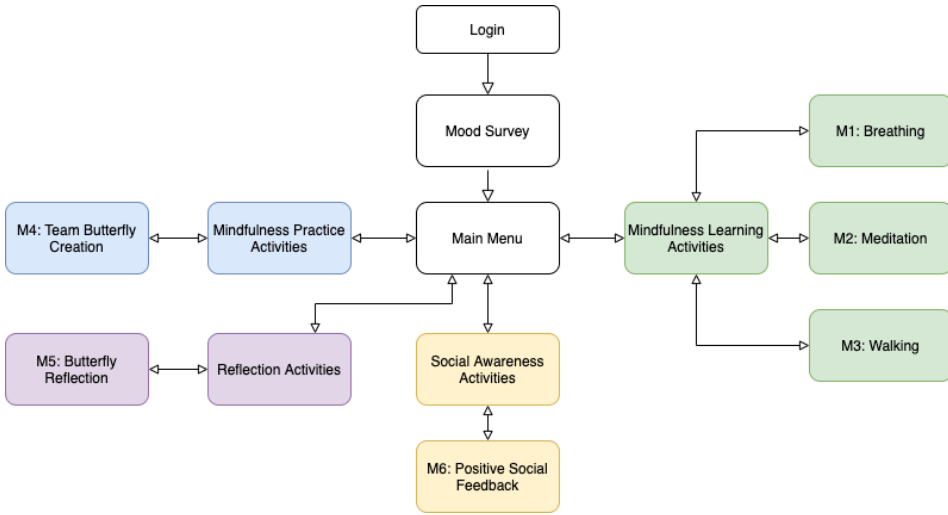 Login
Mood Survey
M1: Breathing
M4: Team Butterfly
Creation
Mindfulness Practice
Activities
Main Menu
Mindfulness Learning
Activities
M2: Meditation
M5: Butterfly
Reflection
Reflection Activities
Social Awareness
Activities
M3: Walking
M6: Positive Social
Feedback